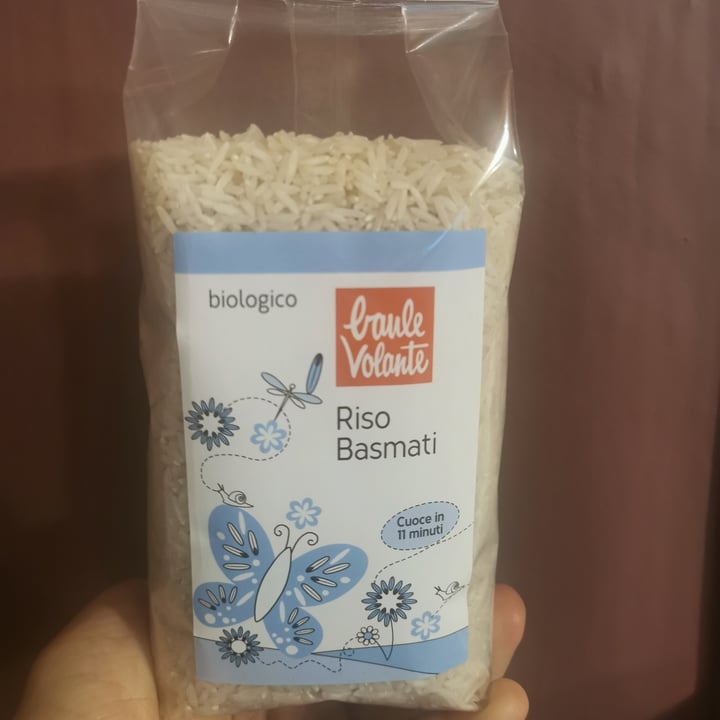 biologico
baule
Volante
Riso
Basmati
Cuoce in
11 minuti